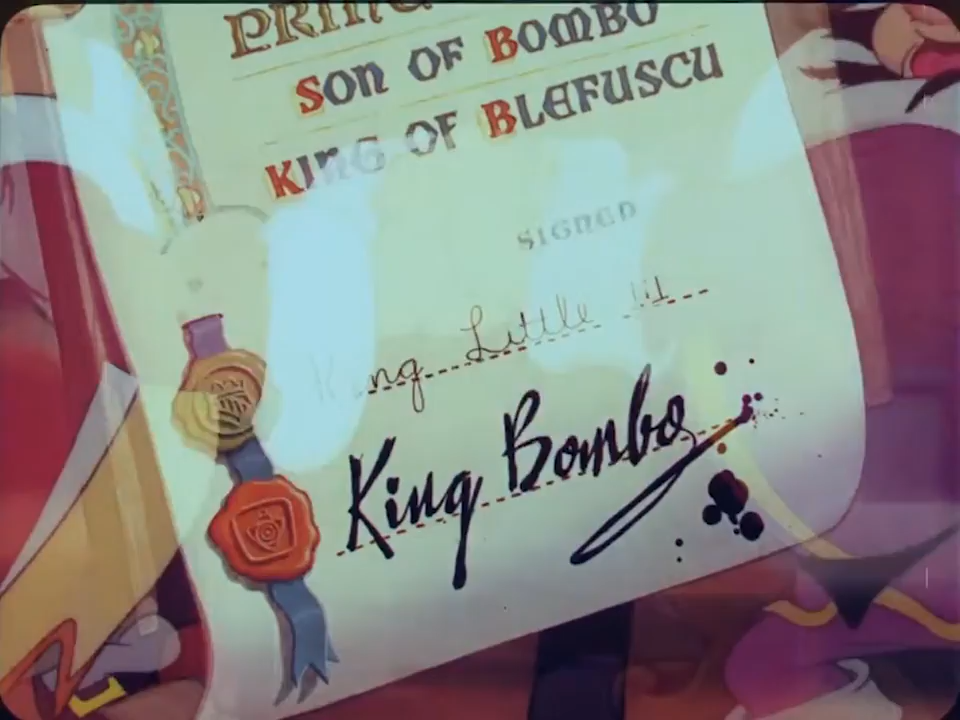 SON OF BOMBO
KING OF BLEFUSCU
SIGNED
King Little
King Bombo